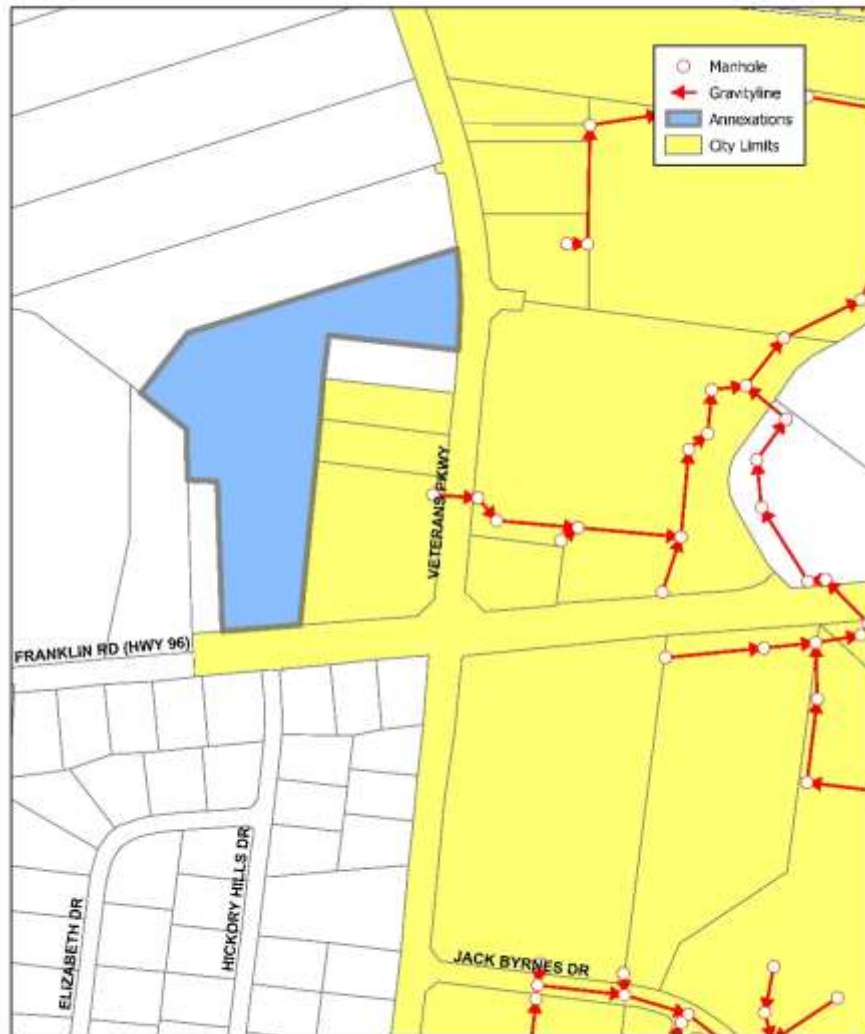 Manhole
Gravityline
Annexations
City Limits
VETERANS PKWY
FRANKLIN RD (HWY 96)
HICKORY HILLS DR
ELIZABETH DR
JACK BYRNES DR